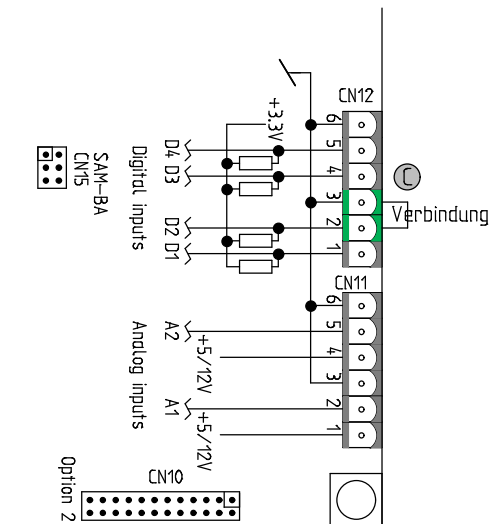 CN12
+3.3V
6
5
4
3
2
1
D4
D3
D2
D1
Digital inputs
SAM-BA
CN15
C
Verbindung
CN11
6
5
4
3
2
1
A2
+5/12V
A1
+5/12V
Analog inputs
CN10
Option 2